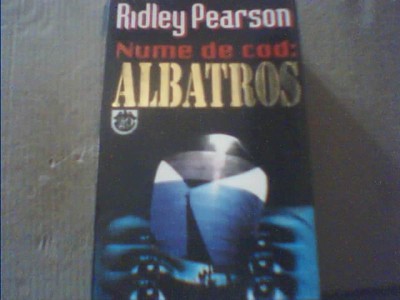 Ridley Pearson
Nume de cod:
ALBATROS